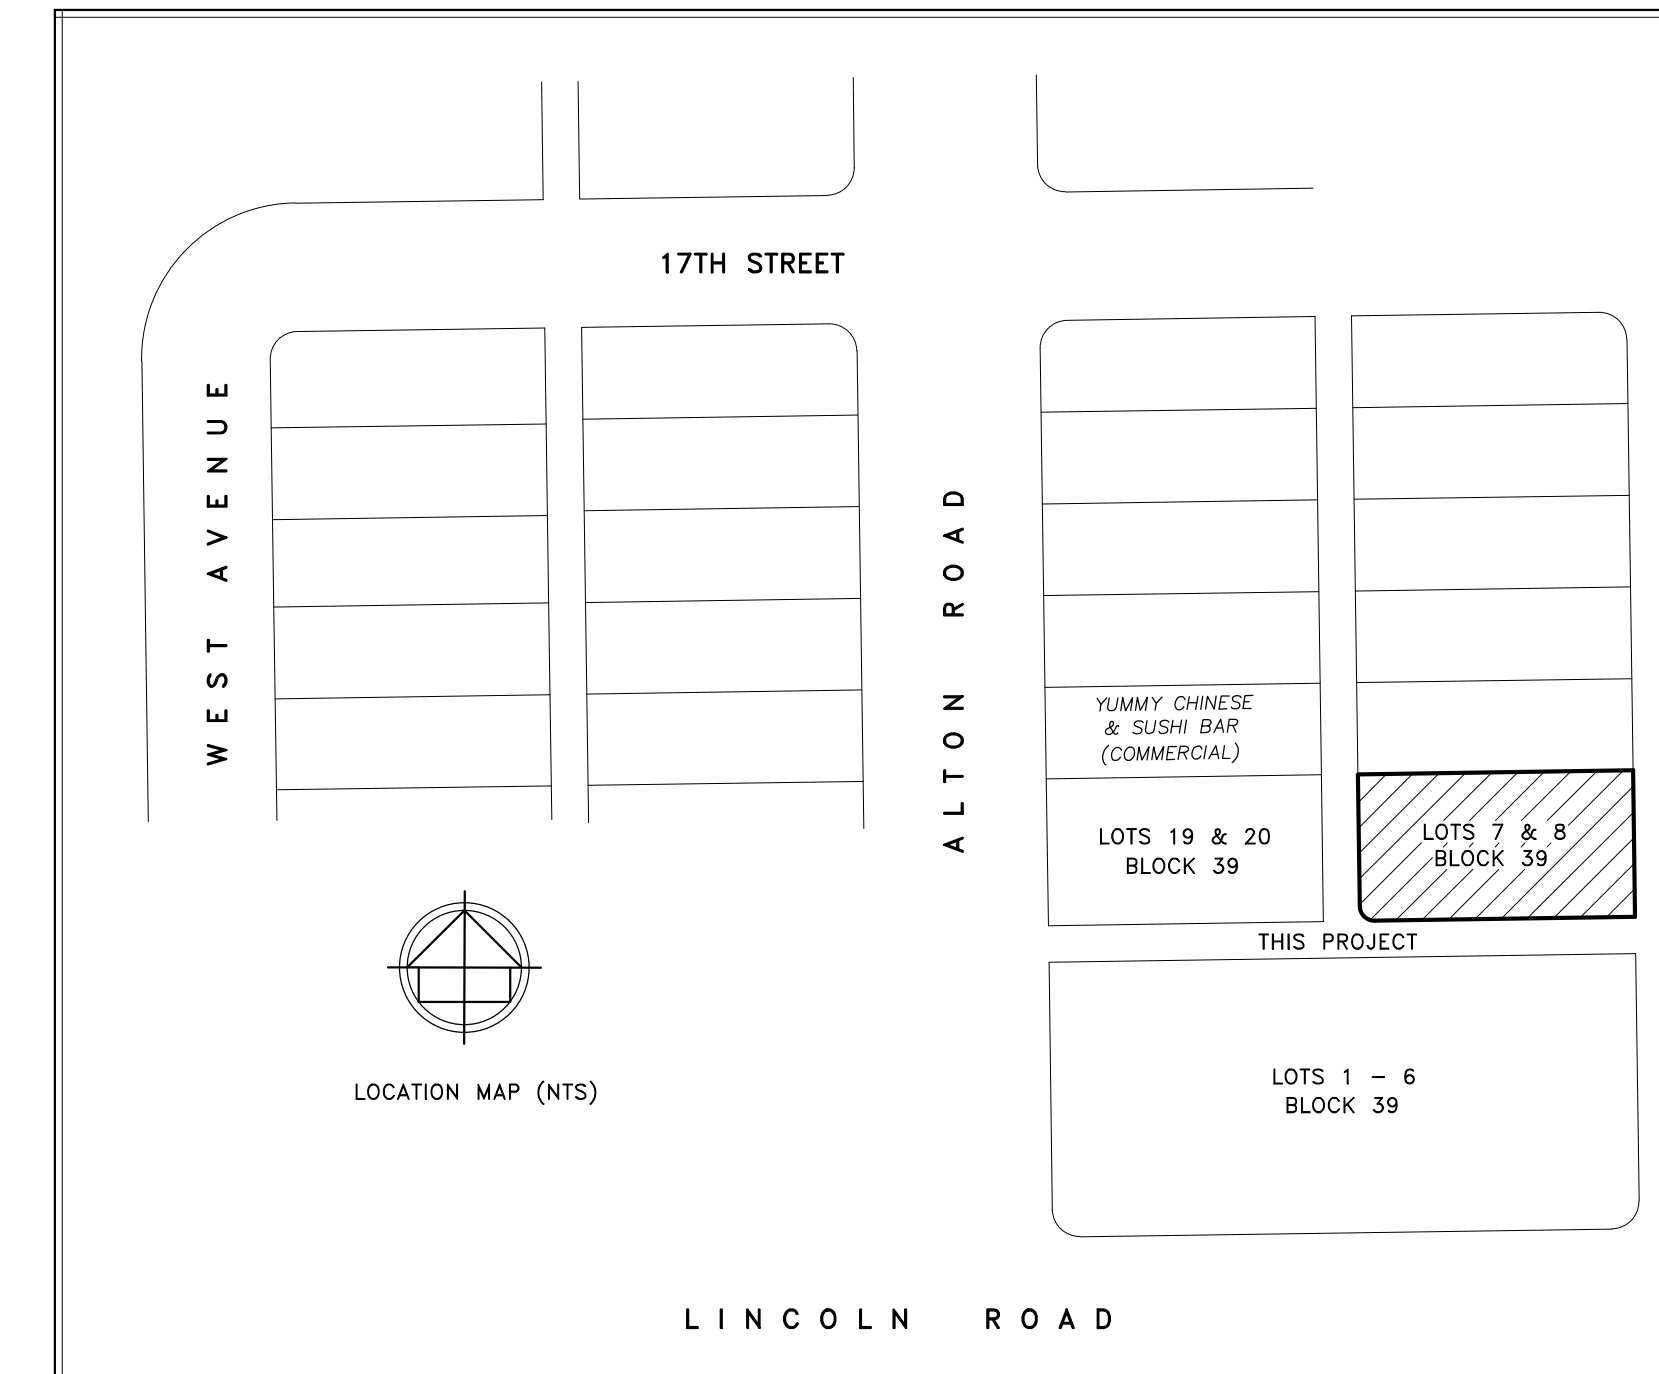 17TH STREET
WEST AVENUE
ALTON ROAD
YUMMY CHINESE
& SUSHI BAR
(COMMERCIAL)
LOTS 19 & 20
BLOCK 39
LOTS 7 & 8
BLOCK 39
THIS PROJECT
LOTS 1 – 6
BLOCK 39
LOCATION MAP (NTS)
LINCOLN ROAD